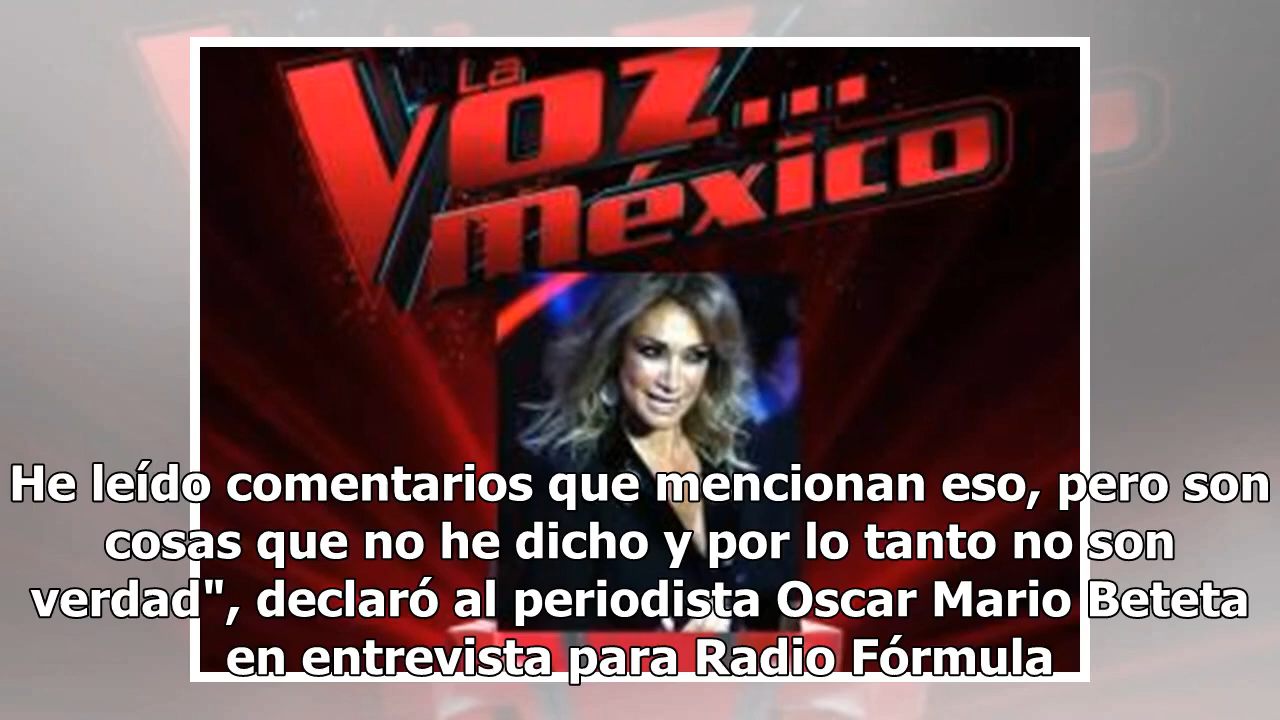 La
Voz...
méxico
He leído comentarios que mencionan eso, pero son
cosas que no he dicho y por lo tanto no son
verdad", declaró al periodista Oscar Mario Beteta
en entrevista para Radio Fórmula